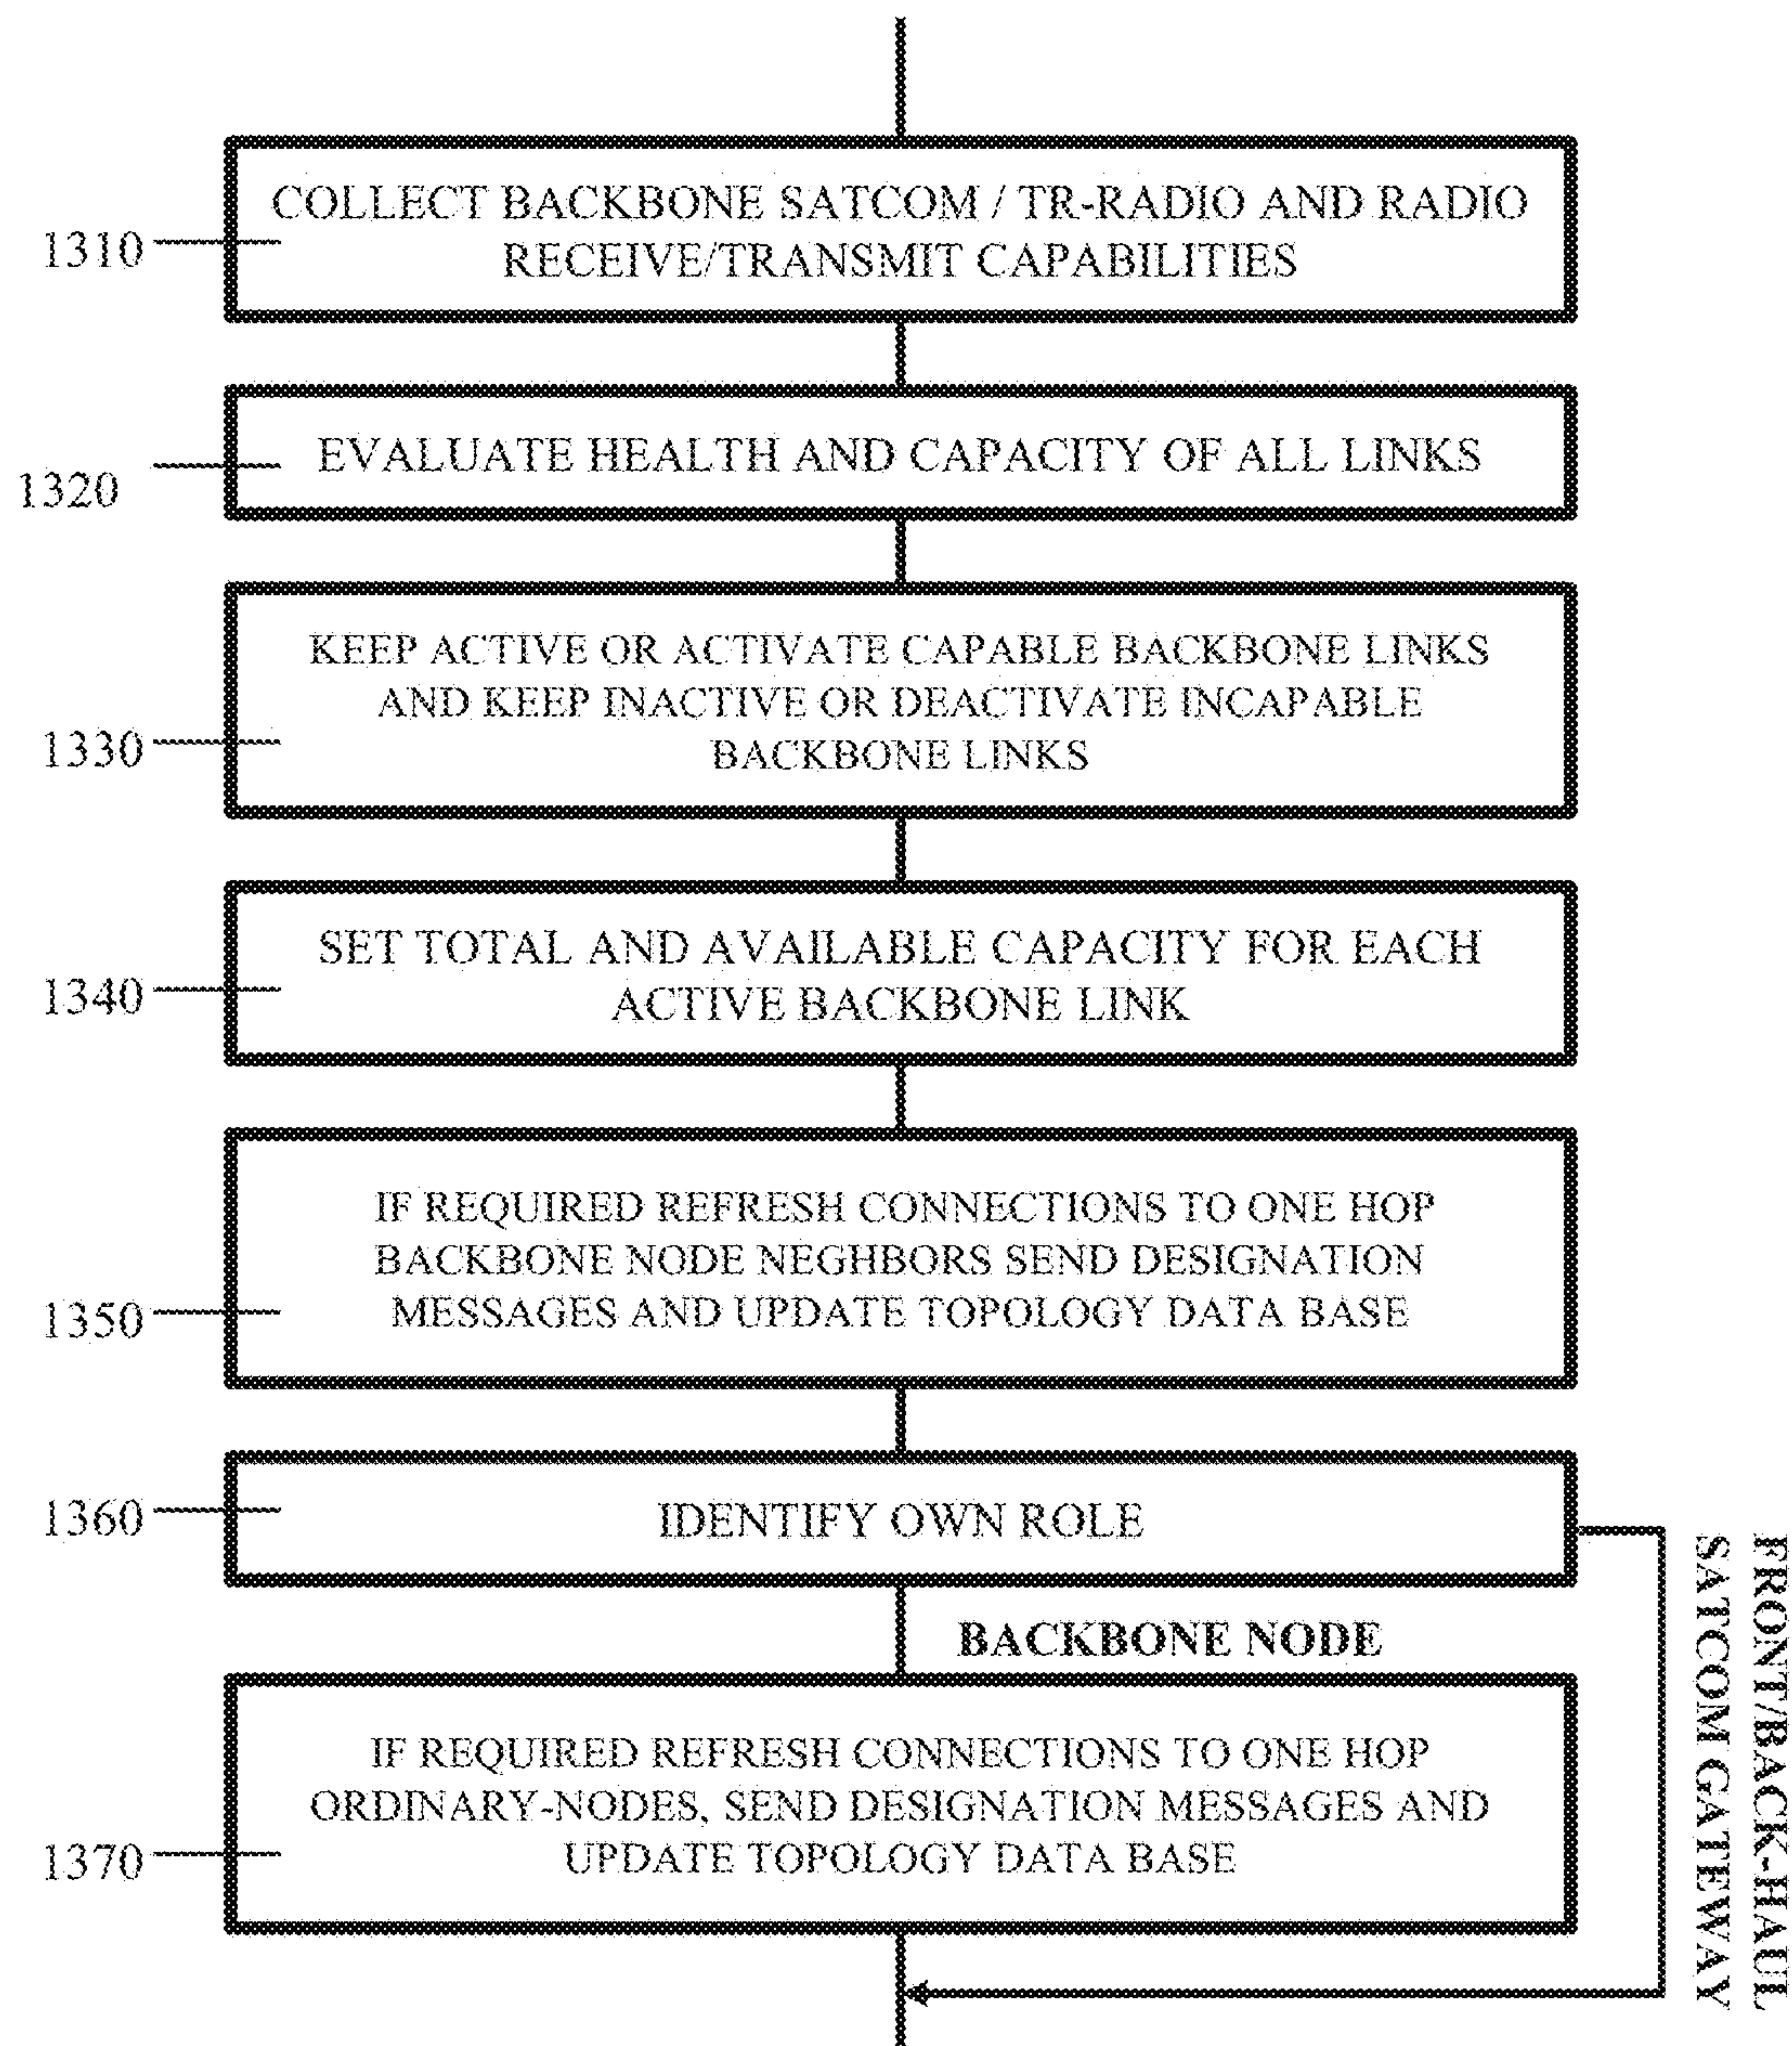 COLLECT BACKBONE SATCOM / TR-RADIO AND RADIO
RECEIVE/TRANSMIT CAPABILITIES
1310
EVALUATE HEALTH AND CAPACITY OF ALL LINKS
1320
KEEP ACTIVE OR ACTIVATE CAPABLE BACKBONE LINKS
AND KEEP INACTIVE OR DEACTIVATE INCAPABLE
BACKBONE LINKS
1330
SET TOTAL AND AVAILABLE CAPACITY FOR EACH
ACTIVE BACKBONE LINK
1340
IF REQUIRED REFRESH CONNECTIONS TO ONE HOP
BACKBONE NODE NEGHBORS SEND DESIGNATION
MESSAGES AND UPDATE TOPOLOGY DATA BASE
1350
IDENTIFY OWN ROLE
1360
BACKBONE NODE
FRONT/BACK-HAUL
SATCOM GATEWAY
IF REQUIRED REFRESH CONNECTIONS TO ONE HOP
ORDINARY-NODES, SEND DESIGNATION MESSAGES AND
UPDATE TOPOLOGY DATA BASE
1370